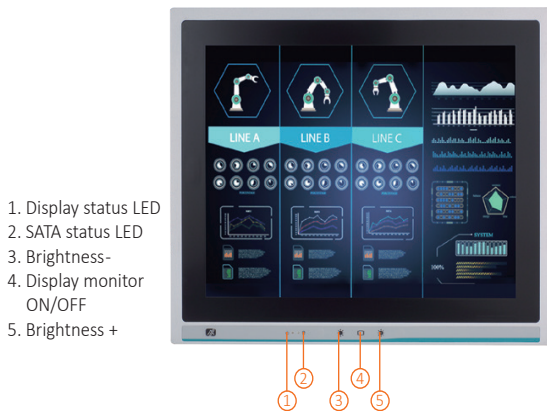 1. Display status LED
2. SATA status LED
3. Brightness-
4. Display monitor
ON/OFF
5. Brightness +
LINE A
LINE B
LINE C
SYSTEM
100%
1
2
3
4
5